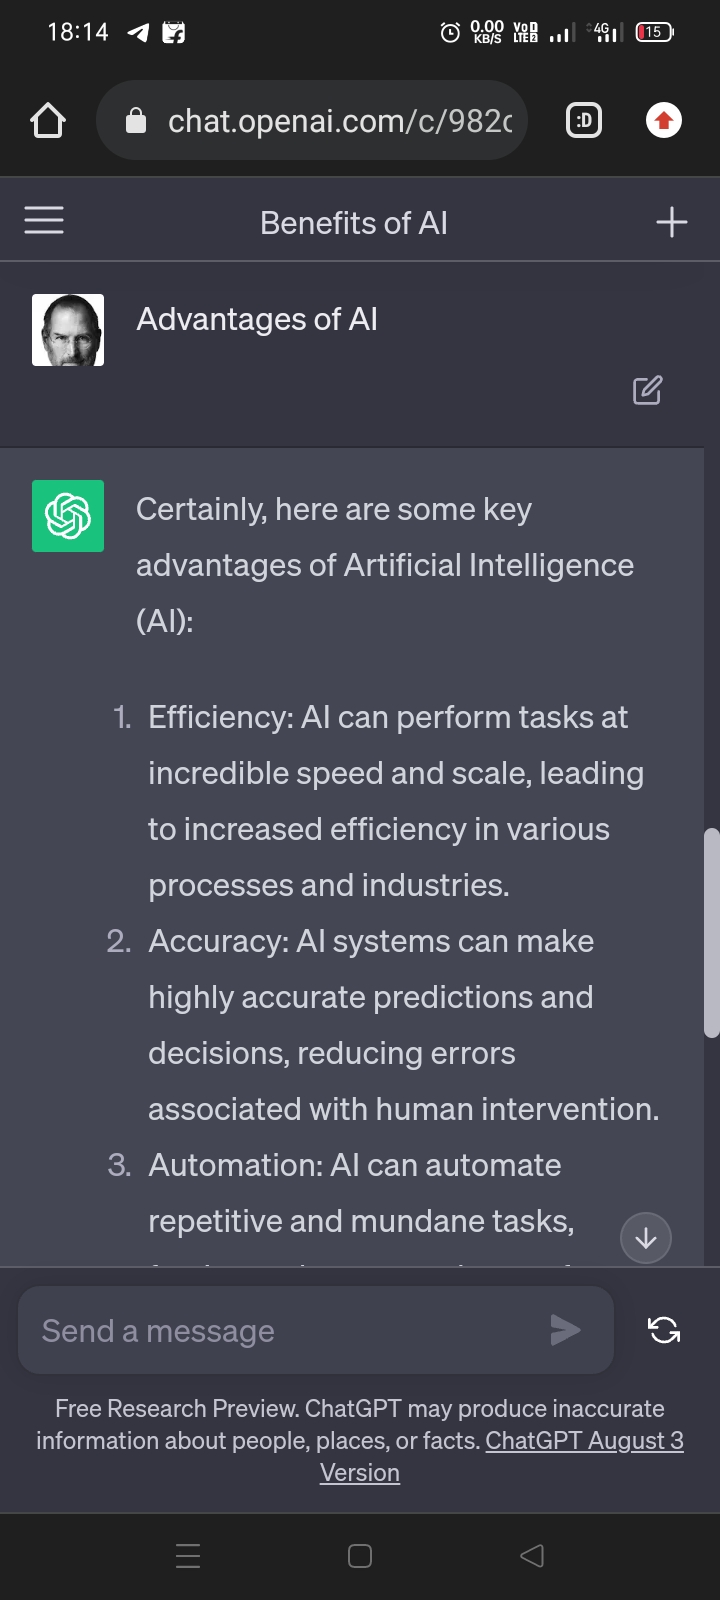 18:14
0.00
KB/S
VoD 1
LTE 2
4G
15
chat.openai.com/c/982c
:D
Benefits of AI
Advantages of AI
Certainly, here are some key
advantages of Artificial Intelligence
(AI):
1. Efficiency: AI can perform tasks at
incredible speed and scale, leading
to increased efficiency in various
processes and industries.
2. Accuracy: AI systems can make
highly accurate predictions and
decisions, reducing errors
associated with human intervention.
3. Automation: AI can automate
repetitive and mundane tasks,
Send a message
Free Research Preview. ChatGPT may produce inaccurate
information about people, places, or facts. ChatGPT August 3
Version